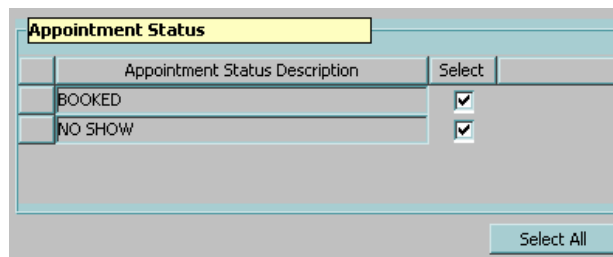 Appointment Status
Appointment Status Description Select
BOOKED
NO SHOW
Select All